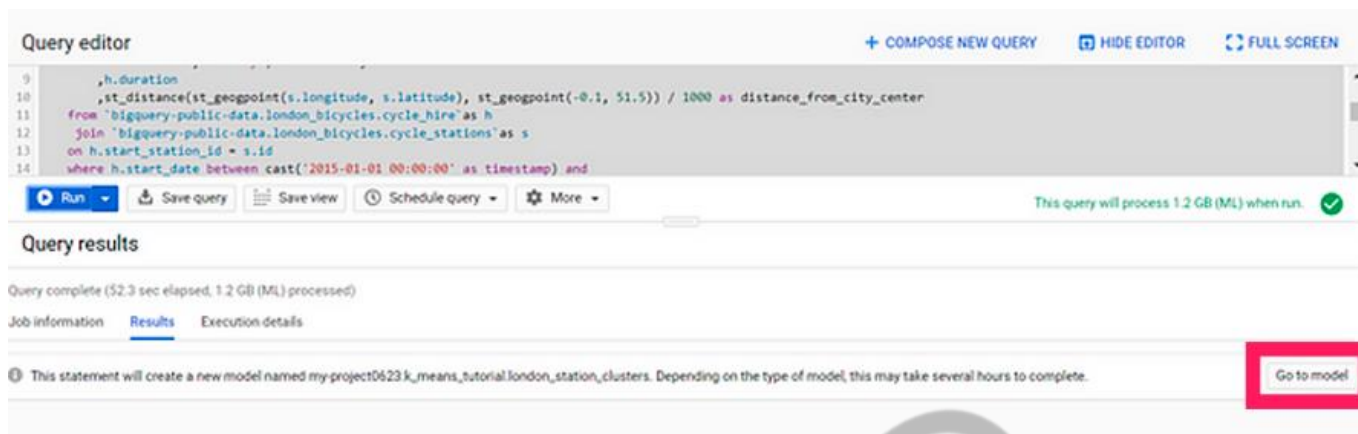 Query editor
+ COMPOSE NEW QUERY HIDE EDITOR FULL SCREEN
9 ,h.duration
10 ,st_distance(st_geogpoint(s.longitude, s.latitude), st_geogpoint(-0.1, 51.5)) / 1000 as distance_from_city_center
11 from `bigquery-public-data.london_bicycles.cycle_hire`as h
12 join `bigquery-public-data.london_bicycles.cycle_stations`as s
13 on h.start_station_id = s.id
14 where h.start_date between cast('2015-01-01 00:00:00' as timestamp) and
Run Save query Save view Schedule query More This query will process 1.2 GB (ML) when run.
Query results
Query complete (52.3 sec elapsed, 1.2 GB (ML) processed)
Job information Results Execution details
This statement will create a new model named my-project0623.k_means_tutorial.london_station_clusters. Depending on the type of model, this may take several hours to complete. Go to model